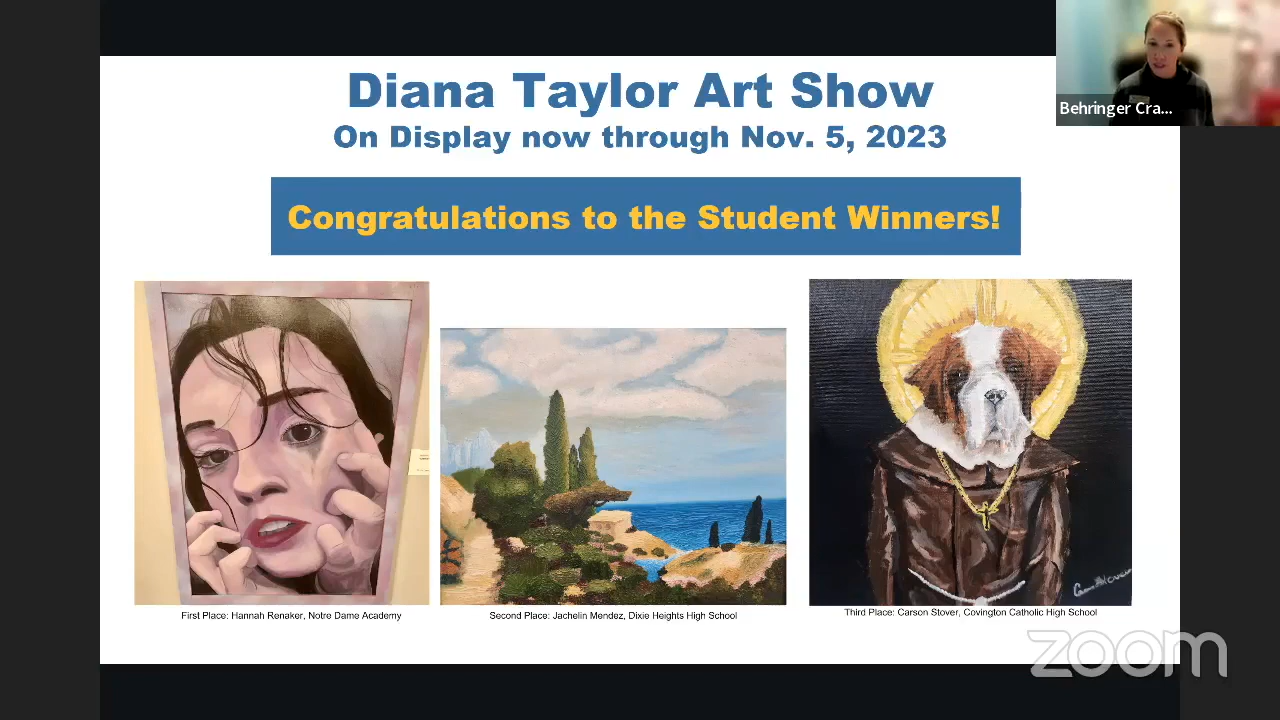 Diana Taylor Art Show
On Display now through Nov. 5, 2023
Behringer Cra...
Congratulations to the Student Winners!
First Place: Hannah Renaker, Notre Dame Academy
Second Place: Jachelin Mendez, Dixie Heights High School
Third Place: Carson Stover, Covington Catholic High School
zoom